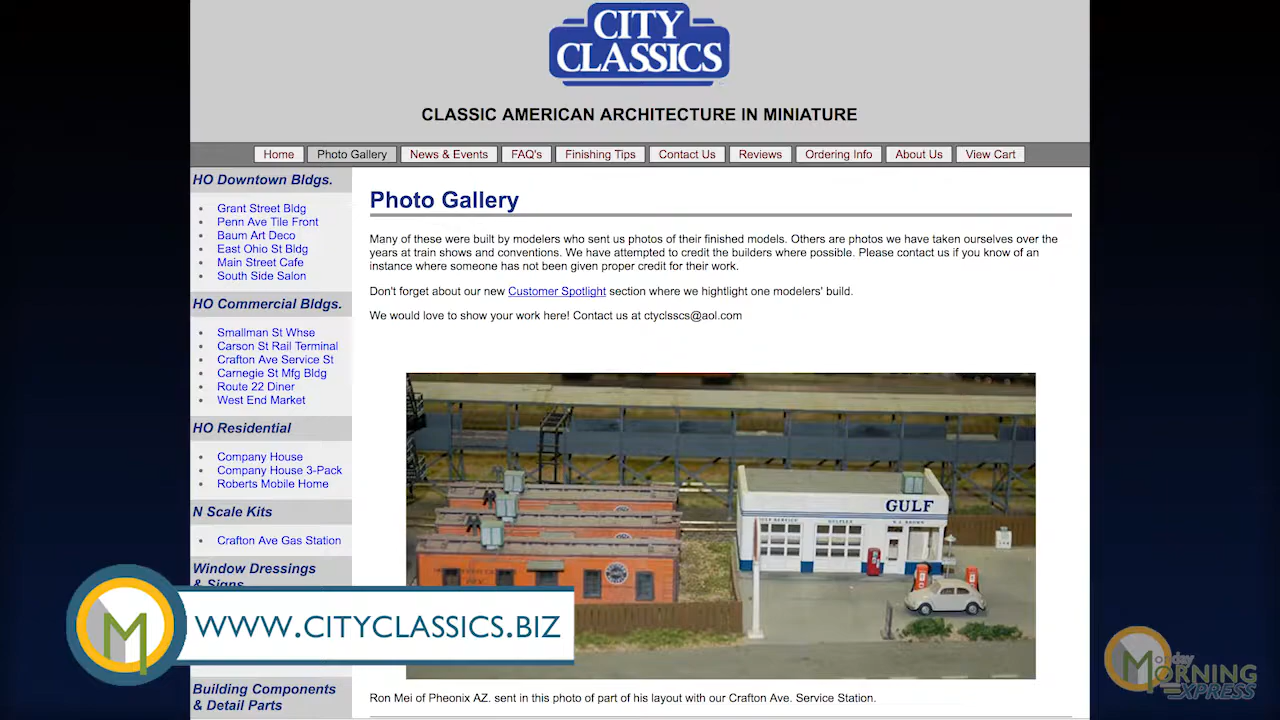 CITY
CLASSICS
CLASSIC AMERICAN ARCHITECTURE IN MINIATURE
Home
Photo Gallery
News & Events
FAQ's
Finishing Tips
Contact Us
Reviews
Ordering Info
About Us
View Cart
HO Downtown Bldgs.
Grant Street Bldg
Penn Ave Tile Front
Baum Art Deco
East Ohio St Bldg
Main Street Cafe
South Side Salon
HO Commercial Bldgs.
Smallman St Whse
Carson St Rail Terminal
Crafton Ave Service St
Carnegie St Mfg Bldg
Route 22 Diner
West End Market
HO Residential
Company House
Company House 3-Pack
Roberts Mobile Home
N Scale Kits
Crafton Ave Gas Station
Window Dressings
& Signs
Building Components
& Detail Parts
Photo Gallery
Many of these were built by modelers who sent us photos of their finished models. Others are photos we have taken ourselves over the
years at train shows and conventions. We have attempted to credit the builders where possible. Please contact us if you know of an
instance where someone has not been given proper credit for their work.
Don't forget about our new Customer Spotlight section where we hightlight one modelers' build.
We would love to show your work here! Contact us at ctyclsscs@aol.com
GULF
GULF SERVICE
GULFLEX
Ron Mei of Pheonix AZ. sent in this photo of part of his layout with our Crafton Ave. Service Station.
M
WWW.CITYCLASSICS.BIZ
Monday
MORNING
EXPRESS